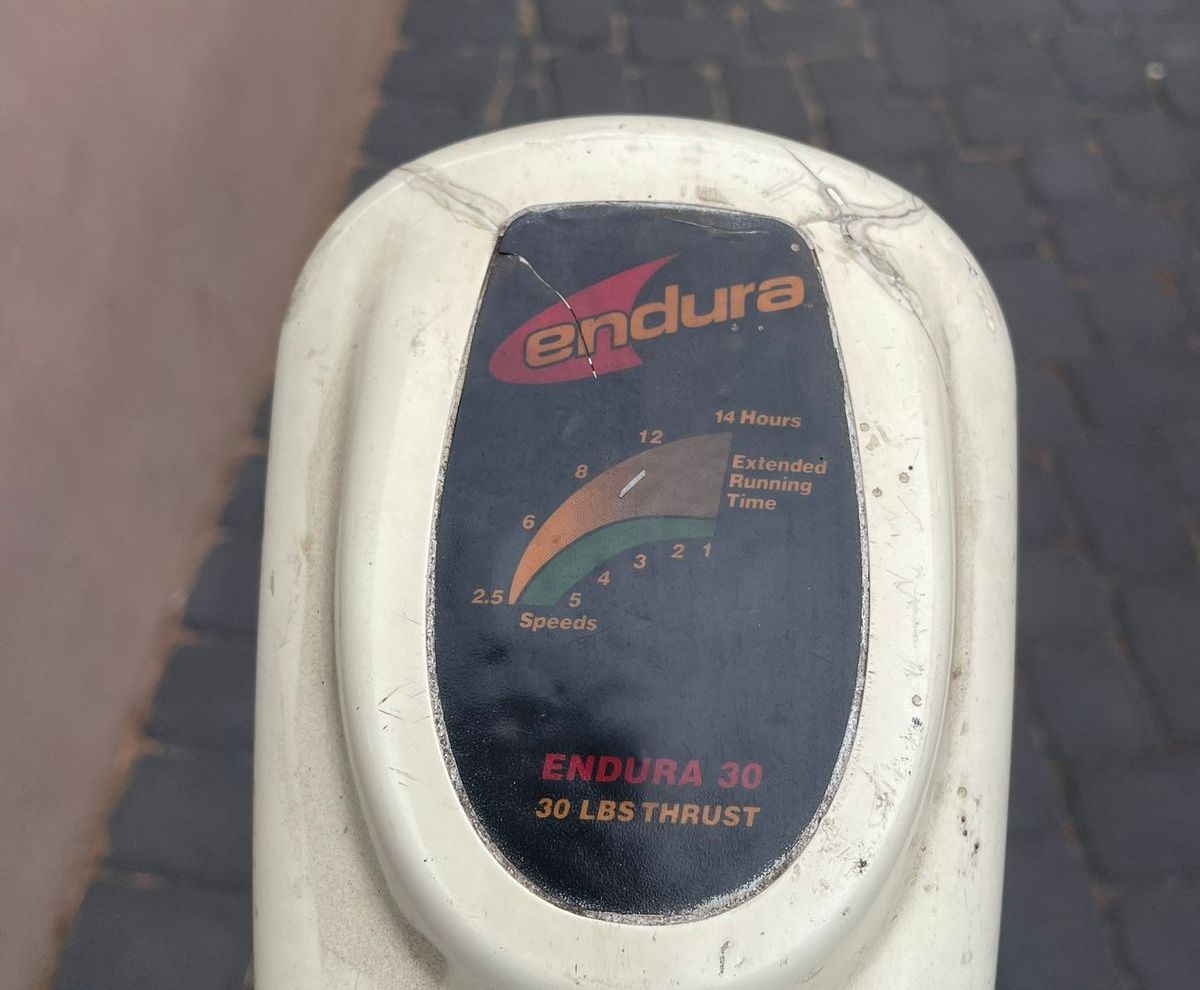 endura
14 Hours
12
8
Extended
Running
Time
6
1
2
3
4
5
2.5
Speeds
ENDURA 30
30 LBS THRUST